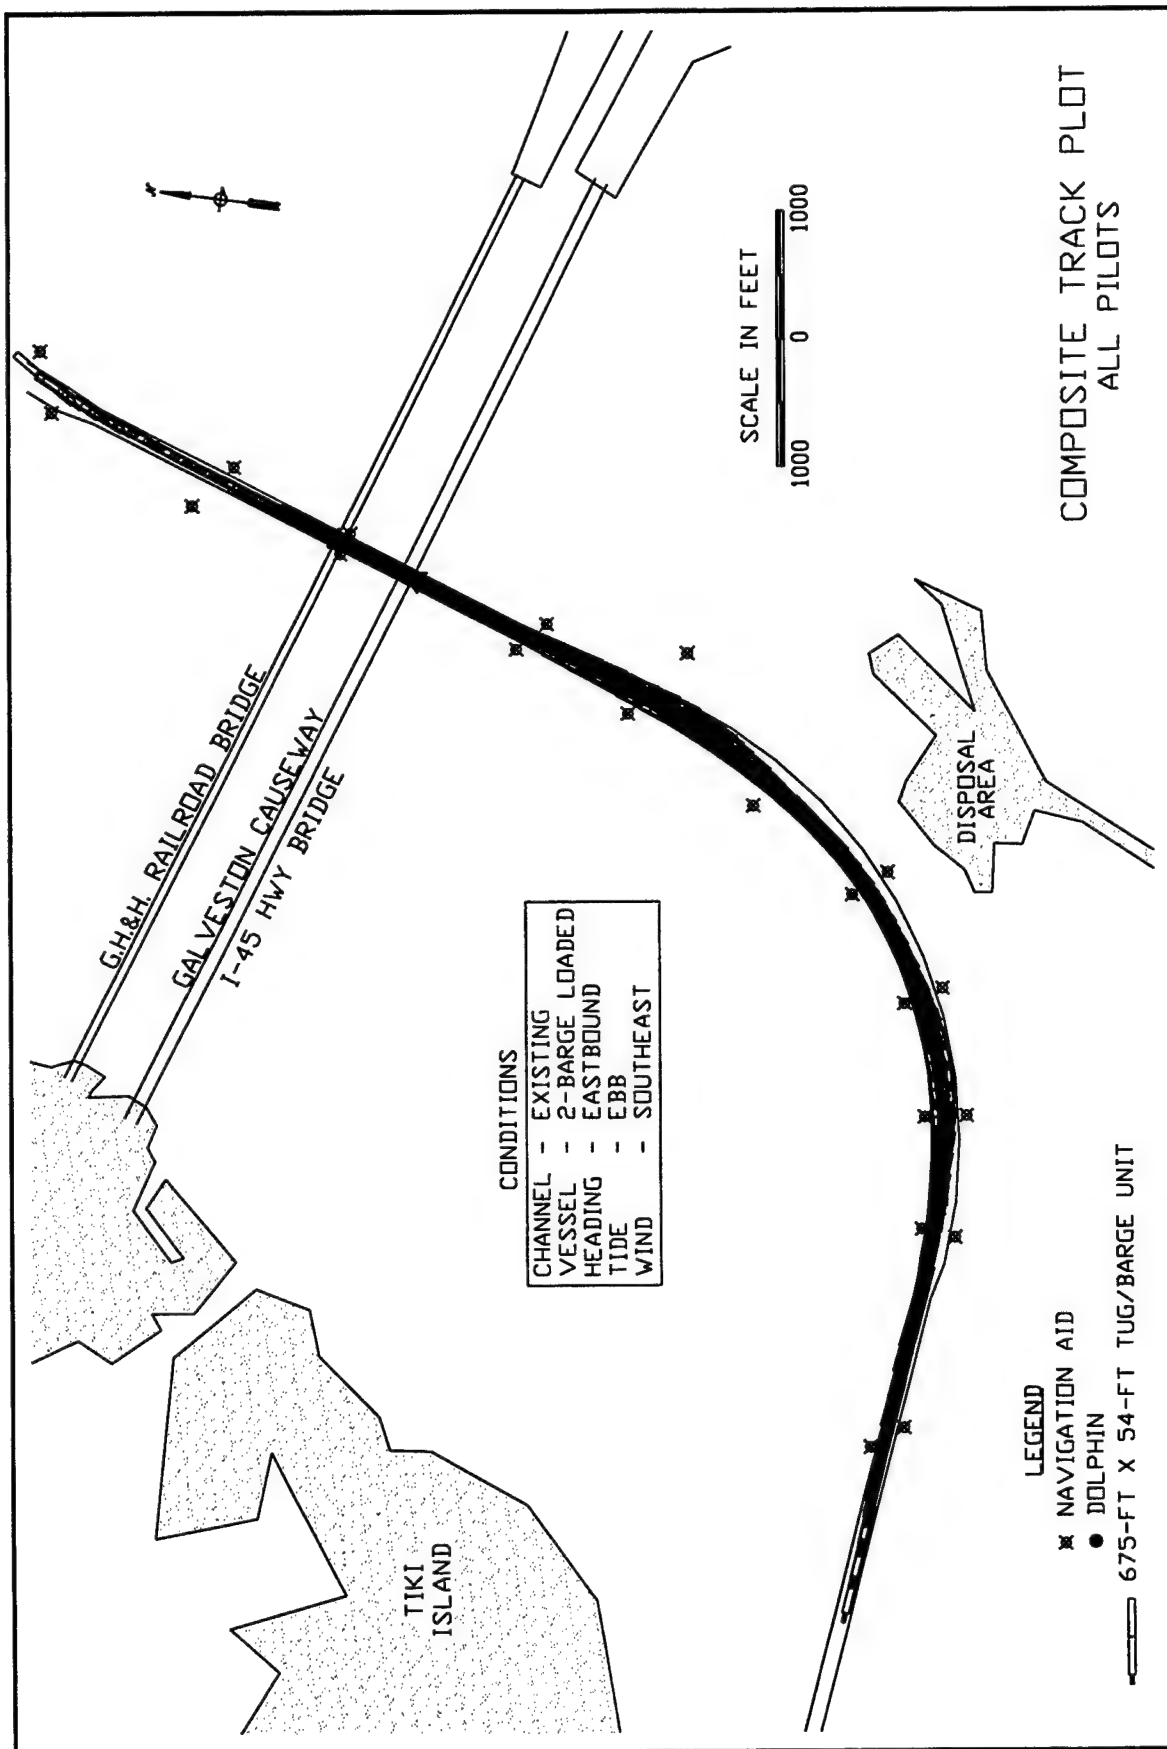 G.H.&H. RAILROAD BRIDGE
GALVESTON CAUSEWAY
I-45 HWY BRIDGE
N
TIKI
ISLAND
CONDITIONS
CHANNEL - EXISTING
VESSEL - 2-BARGE LOADED
HEADING - EASTBOUND
TIDE - EBB
WIND - SOUTHEAST
SCALE IN FEET
1000 0 1000
DISPOSAL
AREA
LEGEND
NAVIGATION AID
DOLPHIN
675-FT X 54-FT TUG/BARGE UNIT
COMPOSITE TRACK PLOT
ALL PILOTS